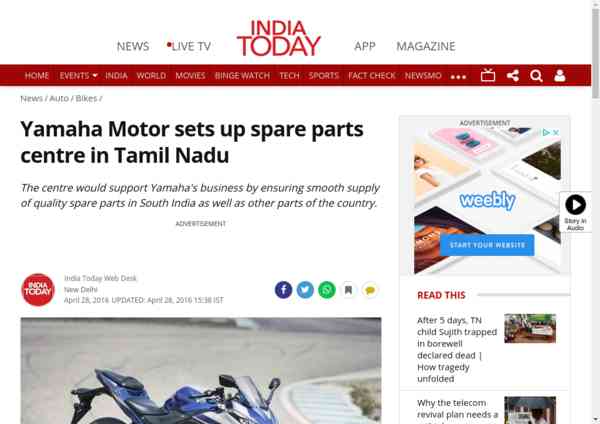 INDIA
TODAY
NEWS
LIVE TV
APP
MAGAZINE
HOME EVENTS INDIA WORLD MOVIES BINGE WATCH TECH SPORTS FACT CHECK NEWSMO
News / Auto / Bikes /
Yamaha Motor sets up spare parts
centre in Tamil Nadu
The centre would support Yamaha's business by ensuring smooth supply
of quality spare parts in South India as well as other parts of the country.
ADVERTISEMENT
INDIA
TODAY
India Today Web Desk
New Delhi
April 28, 2016 UPDATED: April 28, 2016 15:38 IST
ADVERTISEMENT
weebly
START YOUR WEBSITE
Story in
Audio
READ THIS
After 5 days, TN
child Sujith trapped
in borewell
declared dead |
How tragedy
unfolded
Why the telecom
revival plan needs a